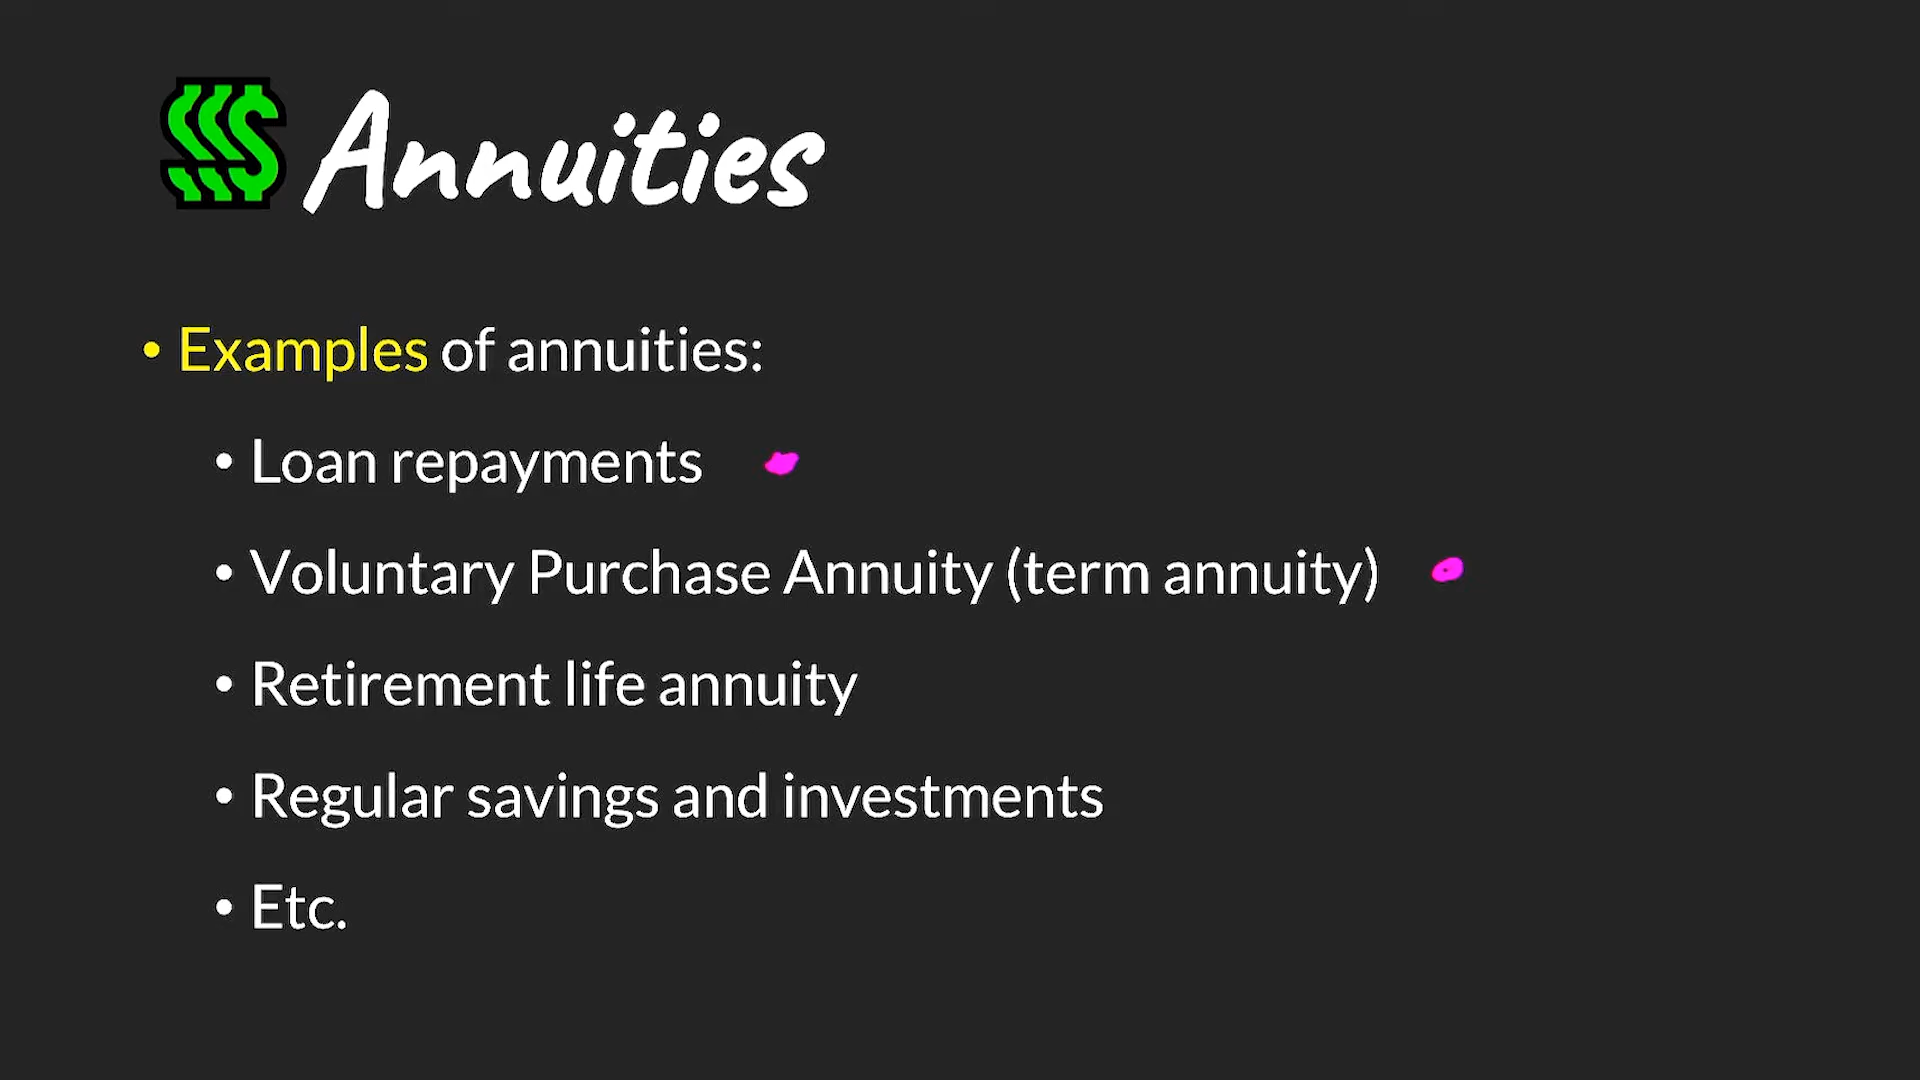 Annuities
• Examples of annuities:
• Loan repayments
• Voluntary Purchase Annuity (term annuity)
• Retirement life annuity
• Regular savings and investments
• Etc.